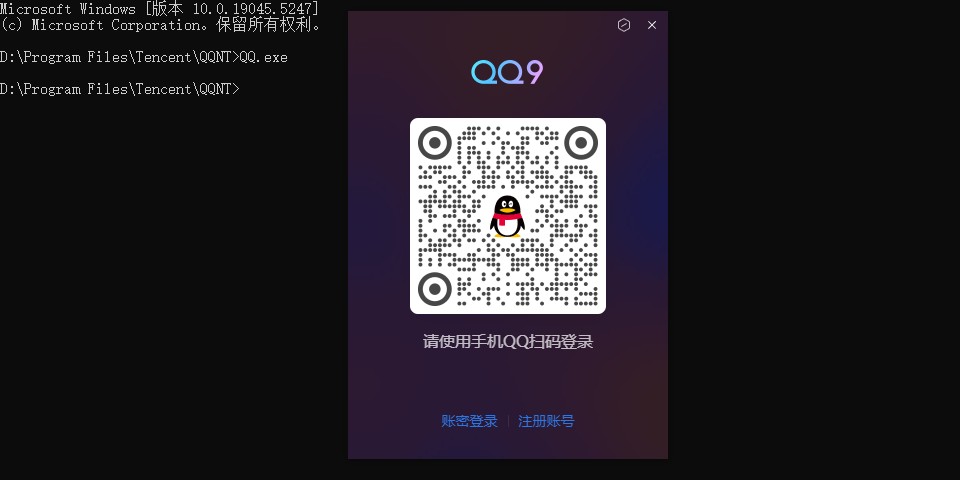 Microsoft Windows [版本 10.0.19045.5247]
(c) Microsoft Corporation。保留所有权利。
D:\Program Files\Tencent\QQNT>QQ.exe
D:\Program Files\Tencent\QQNT>
QQ9
请使用手机QQ扫码登录
账密登录 | 注册账号